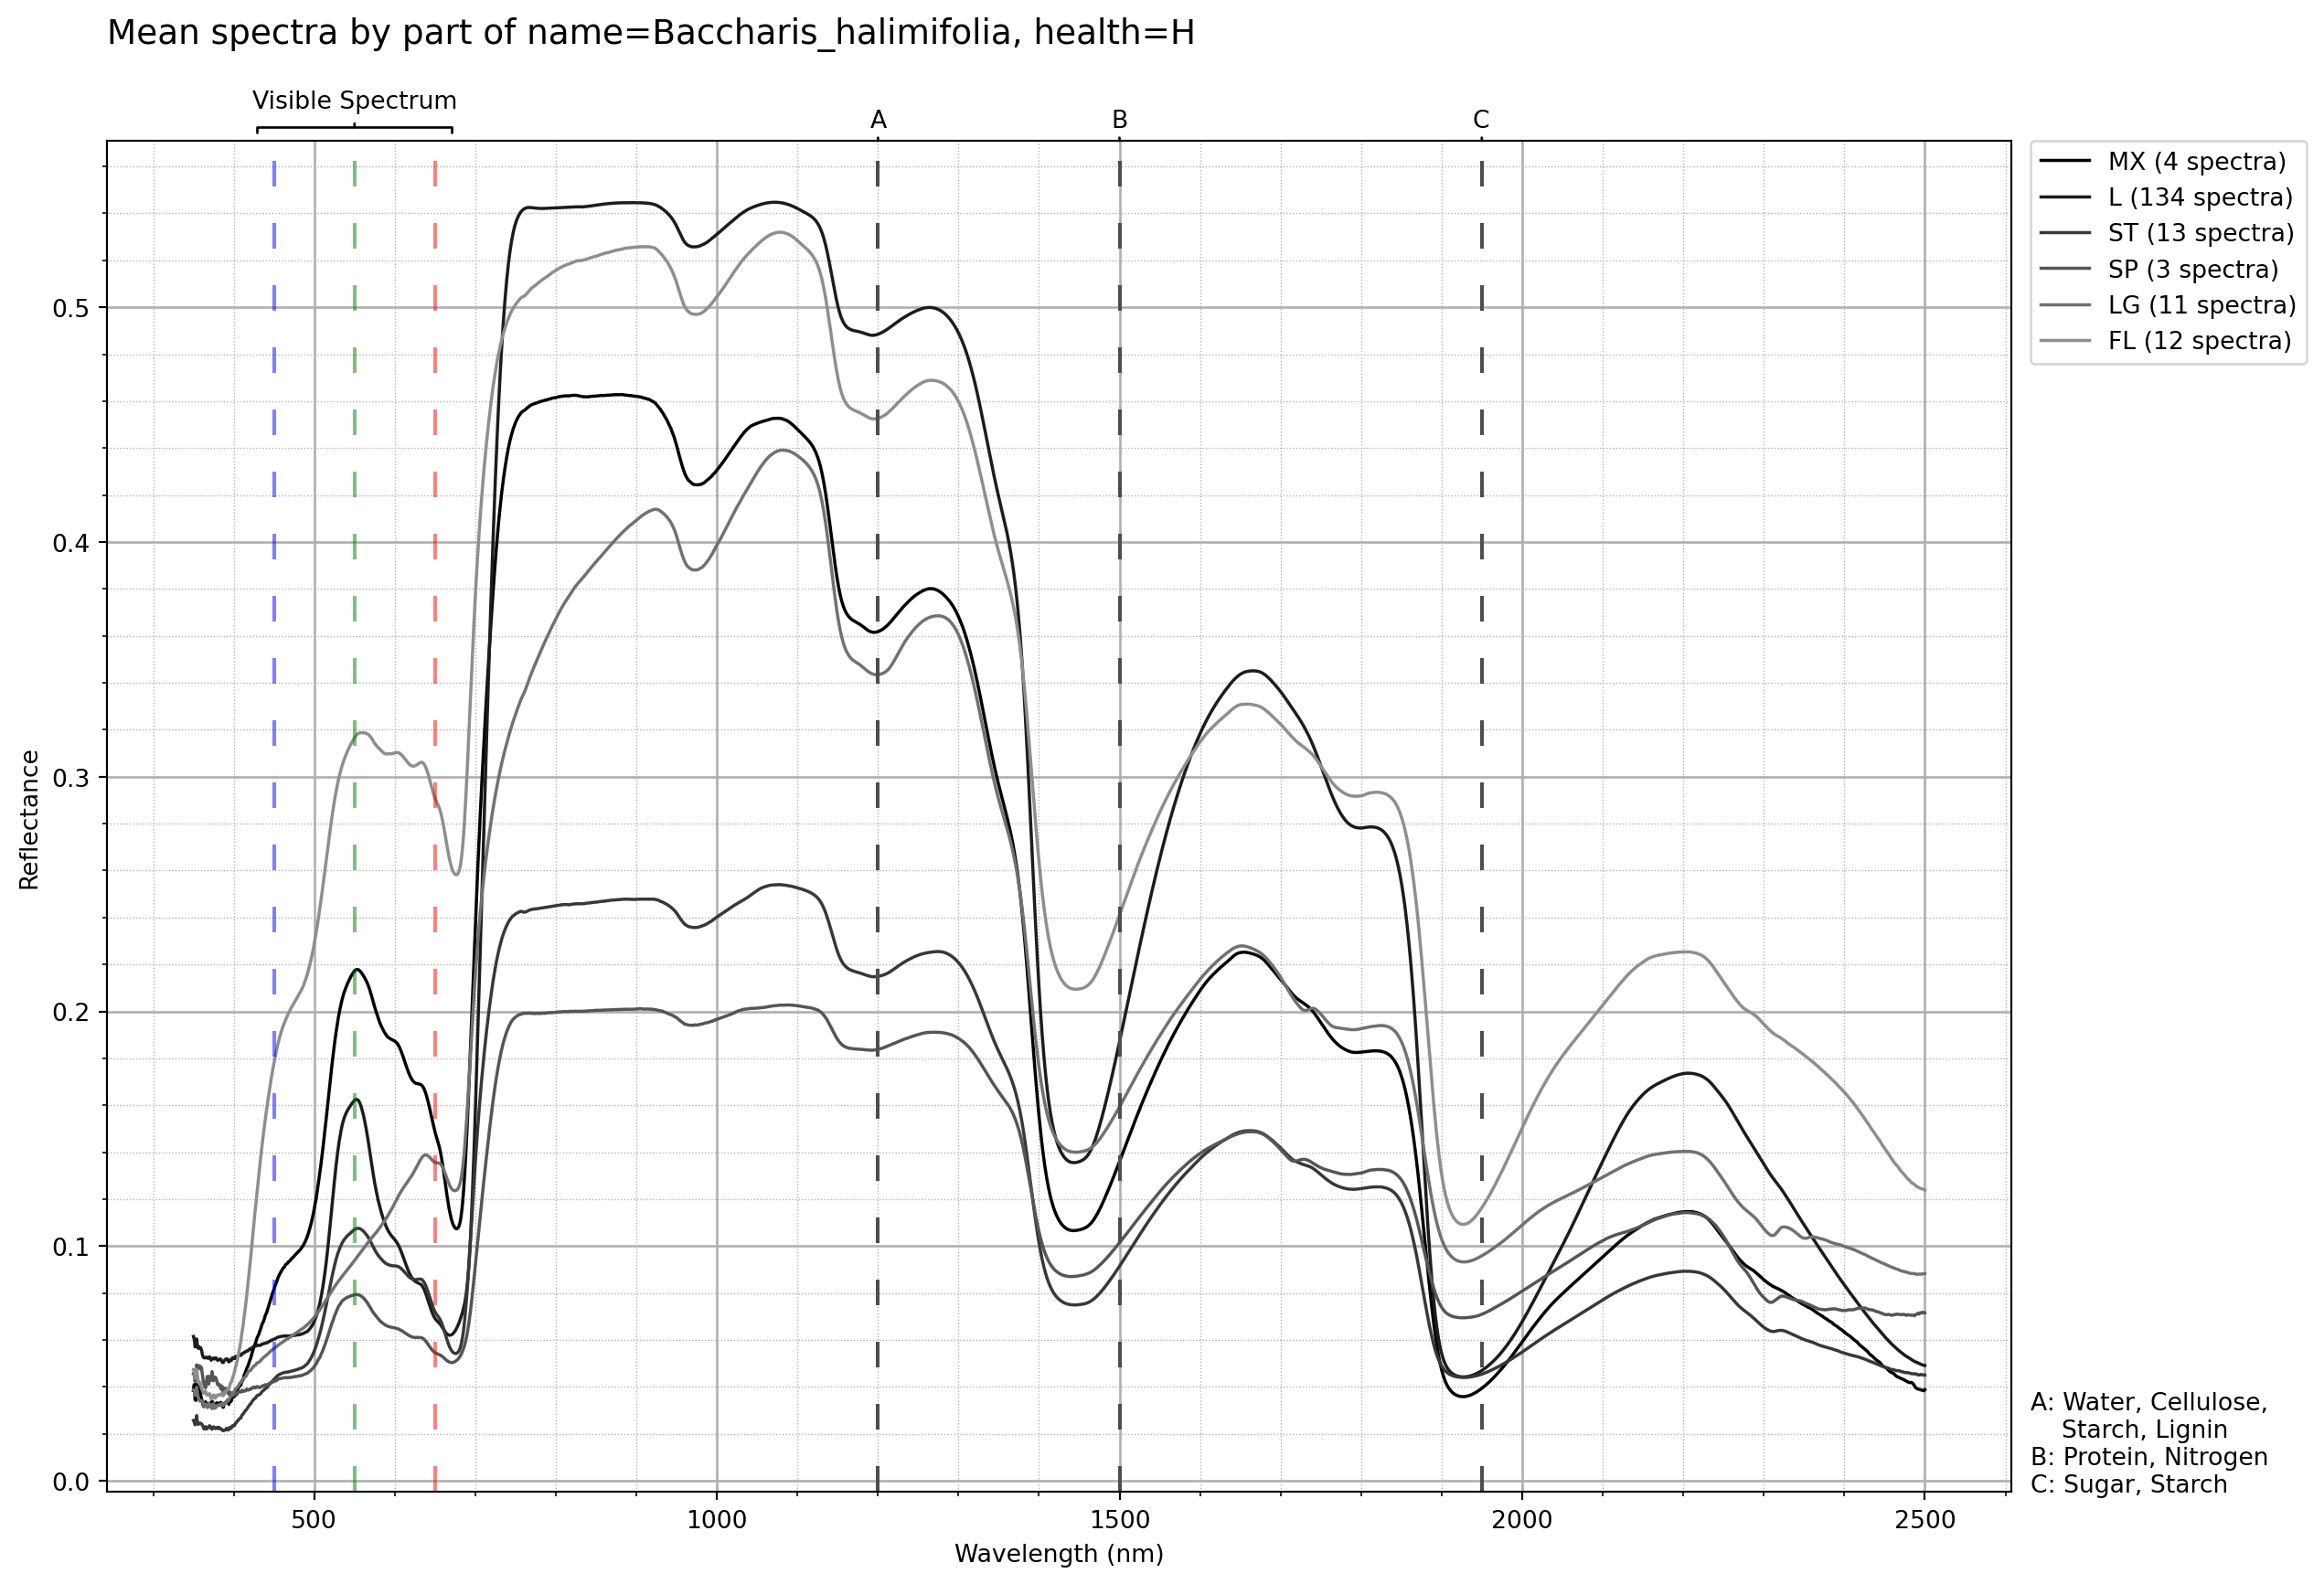 Mean spectra by part of name=Baccharis_halimifolia, health=H
Visible Spectrum
A
B
C
MX (4 spectra)
L (134 spectra)
ST (13 spectra)
SP (3 spectra)
LG (11 spectra)
FL (12 spectra)
0.5
0.4
0.3
0.2
0.1
0.0
Reflectance
500
1000
1500
2000
2500
Wavelength (nm)
A: Water, Cellulose,
Starch, Lignin
B: Protein, Nitrogen
C: Sugar, Starch